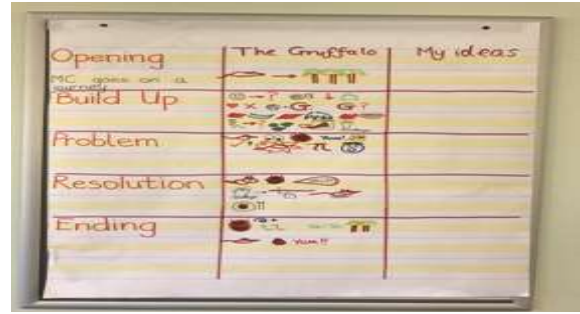 Opening The Gruffalo My ideas
MC goes on a
journey
Build Up
Problem
Resolution
Ending
Yum!!